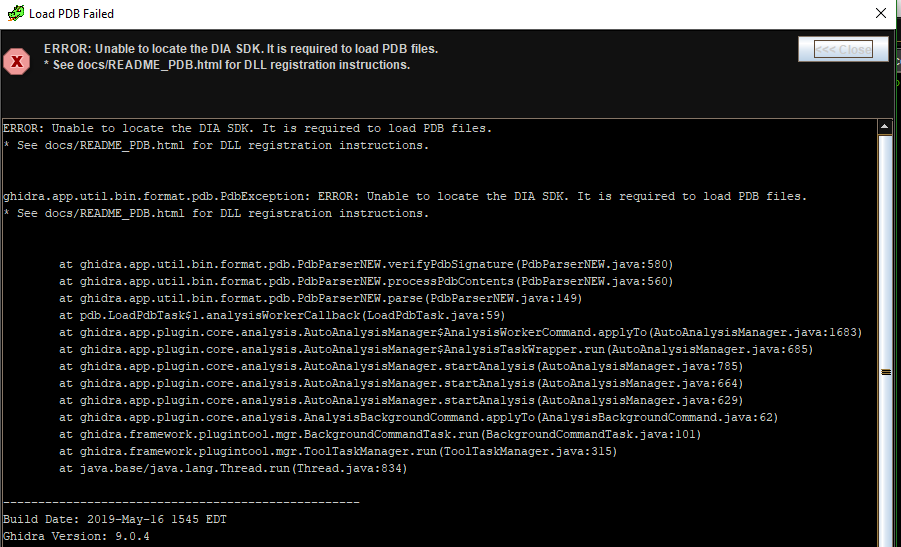 Load PDB Failed
ERROR: Unable to locate the DIA SDK. It is required to load PDB files.
* See docs/README_PDB.html for DLL registration instructions.
<<< Close
ERROR: Unable to locate the DIA SDK. It is required to load PDB files.
* See docs/README_PDB.html for DLL registration instructions.
ghidra.app.util.bin.format.pdb.PdbException: ERROR: Unable to locate the DIA SDK. It is required to load PDB files.
* See docs/README_PDB.html for DLL registration instructions.
at ghidra.app.util.bin.format.pdb.PdbParserNEW.verifyPdbSignature(PdbParserNEW.java:580)
at ghidra.app.util.bin.format.pdb.PdbParserNEW.processPdbContents(PdbParserNEW.java:560)
at ghidra.app.util.bin.format.pdb.PdbParserNEW.parse(PdbParserNEW.java:149)
at pdb.LoadPdbTask$1.analysisWorkerCallback(LoadPdbTask.java:59)
at ghidra.app.plugin.core.analysis.AutoAnalysisManager$AnalysisWorkerCommand.applyTo(AutoAnalysisManager.java:1683)
at ghidra.app.plugin.core.analysis.AutoAnalysisManager$AnalysisTaskWrapper.run(AutoAnalysisManager.java:685)
at ghidra.app.plugin.core.analysis.AutoAnalysisManager.startAnalysis(AutoAnalysisManager.java:785)
at ghidra.app.plugin.core.analysis.AutoAnalysisManager.startAnalysis(AutoAnalysisManager.java:664)
at ghidra.app.plugin.core.analysis.AutoAnalysisManager.startAnalysis(AutoAnalysisManager.java:629)
at ghidra.app.plugin.core.analysis.AnalysisBackgroundCommand.applyTo(AnalysisBackgroundCommand.java:62)
at ghidra.framework.plugintool.mgr.BackgroundCommandTask.run(BackgroundCommandTask.java:101)
at ghidra.framework.plugintool.mgr.ToolTaskManager.run(ToolTaskManager.java:315)
at java.base/java.lang.Thread.run(Thread.java:834)
---------------------------------------------------
Build Date: 2019-May-16 1545 EDT
Ghidra Version: 9.0.4